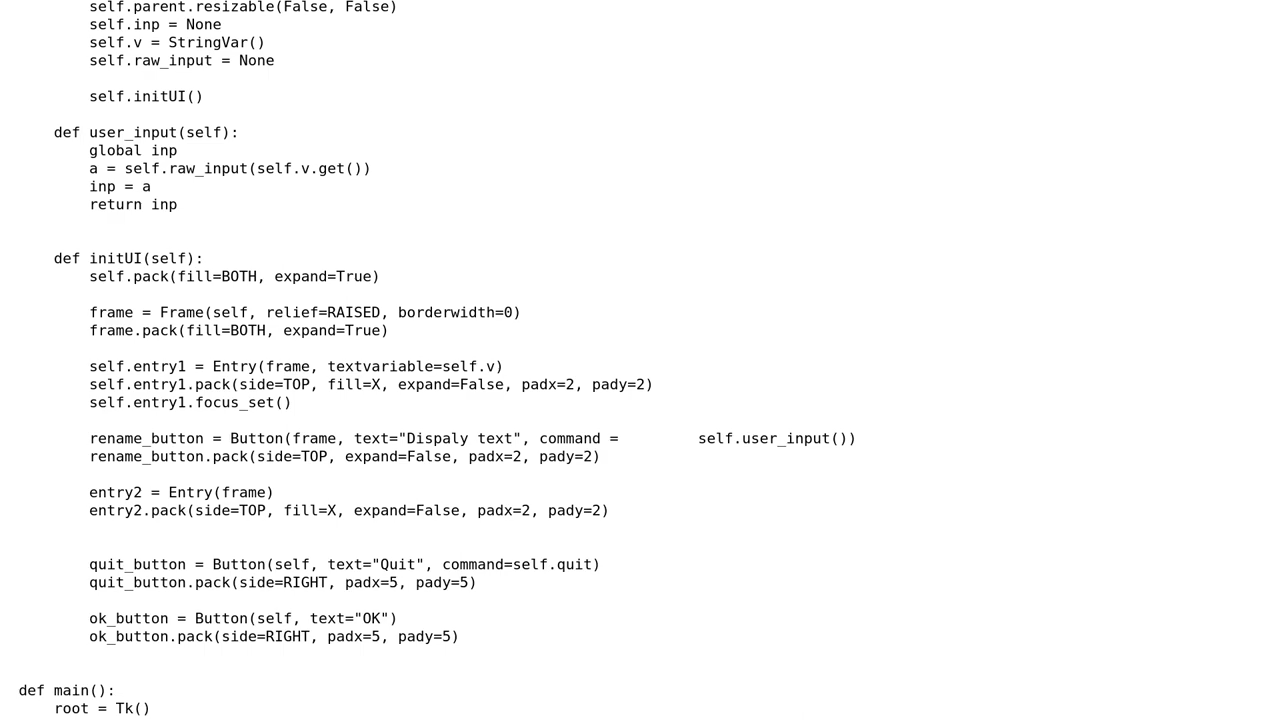 self.parent.resizable(False, False)
self.inp = None
self.v = StringVar()
self.raw_input = None
self.initUI()
def user_input(self):
global inp
a = self.raw_input(self.v.get())
inp = a
return inp
def initUI(self):
self.pack(fill=BOTH, expand=True)
frame = Frame(self, relief=RAISED, borderwidth=0)
frame.pack(fill=BOTH, expand=True)
self.entry1 = Entry(frame, textvariable=self.v)
self.entry1.pack(side=TOP, fill=X, expand=False, padx=2, pady=2)
self.entry1.focus_set()
rename_button = Button(frame, text="Dispaly text", command =         self.user_input())
rename_button.pack(side=TOP, expand=False, padx=2, pady=2)
entry2 = Entry(frame)
entry2.pack(side=TOP, fill=X, expand=False, padx=2, pady=2)
quit_button = Button(self, text="Quit", command=self.quit)
quit_button.pack(side=RIGHT, padx=5, pady=5)
ok_button = Button(self, text="OK")
ok_button.pack(side=RIGHT, padx=5, pady=5)
def main():
root = Tk()